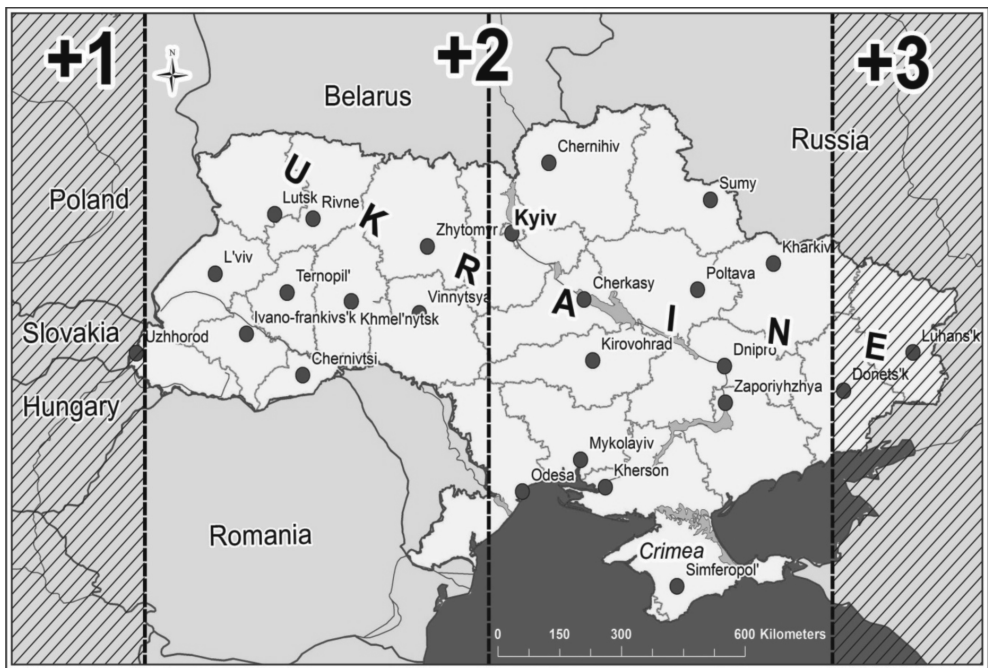 +1
+2
+3
N
Belarus
Russia
Poland
Chernihiv
U
Sumy
Lutsk
Rivne
K
Kyiv
Zhytomyr
Kharkiv
L'viv
R
Ternopil'
Cherkasy
Poltava
A
Vinnytsya
I
N
Ivano-frankivs'k
Khmel'nytsk
Slovakia
Uzhhorod
E
Luhans'k
Chernivtsi
Kirovohrad
Dnipro
Donets'k
Zaporiyhzhya
Hungary
Mykolayiv
Odesa
Kherson
Romania
Crimea
Simferopol'
0 150 300 600 Kilometers